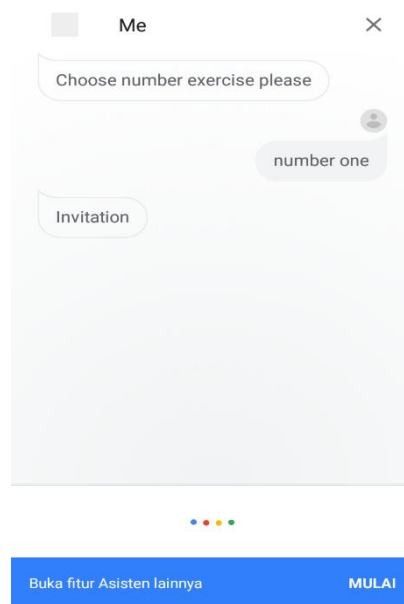 Me
Choose number exercise please
number one
Invitation
Buka fitur Asisten lainnya MULAI